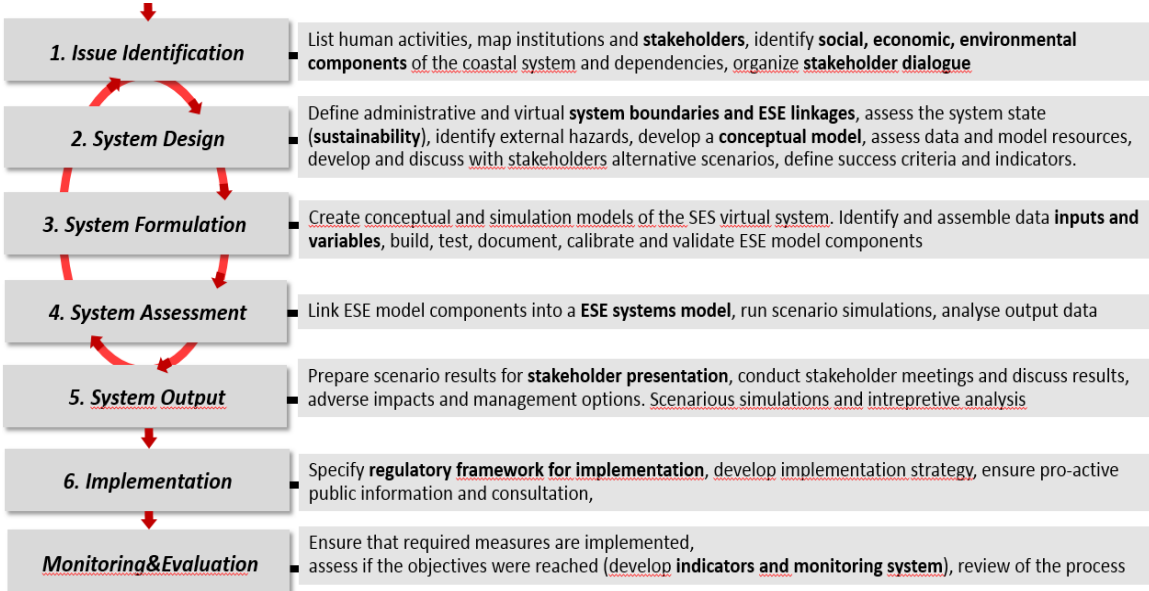 1. Issue Identification
List human activities, map institutions and stakeholders, identify social, economic, environmental
components of the coastal system and dependencies, organize stakeholder dialogue
2. System Design
Define administrative and virtual system boundaries and ESE linkages, assess the system state
(sustainability), identify external hazards, develop a conceptual model, assess data and model resources,
develop and discuss with stakeholders alternative scenarios, define success criteria and indicators.
3. System Formulation
Create conceptual and simulation models of the SES virtual system. Identify and assemble data inputs and
variables, build, test, document, calibrate and validate ESE model components
4. System Assessment
Link ESE model components into a ESE systems model, run scenario simulations, analyse output data
5. System Output
Prepare scenario results for stakeholder presentation, conduct stakeholder meetings and discuss results,
adverse impacts and management options. Scenarious simulations and intrepretive analysis
6. Implementation
Specify regulatory framework for implementation, develop implementation strategy, ensure pro-active
public information and consultation,
Monitoring&Evaluation
Ensure that required measures are implemented,
assess if the objectives were reached (develop indicators and monitoring system), review of the process